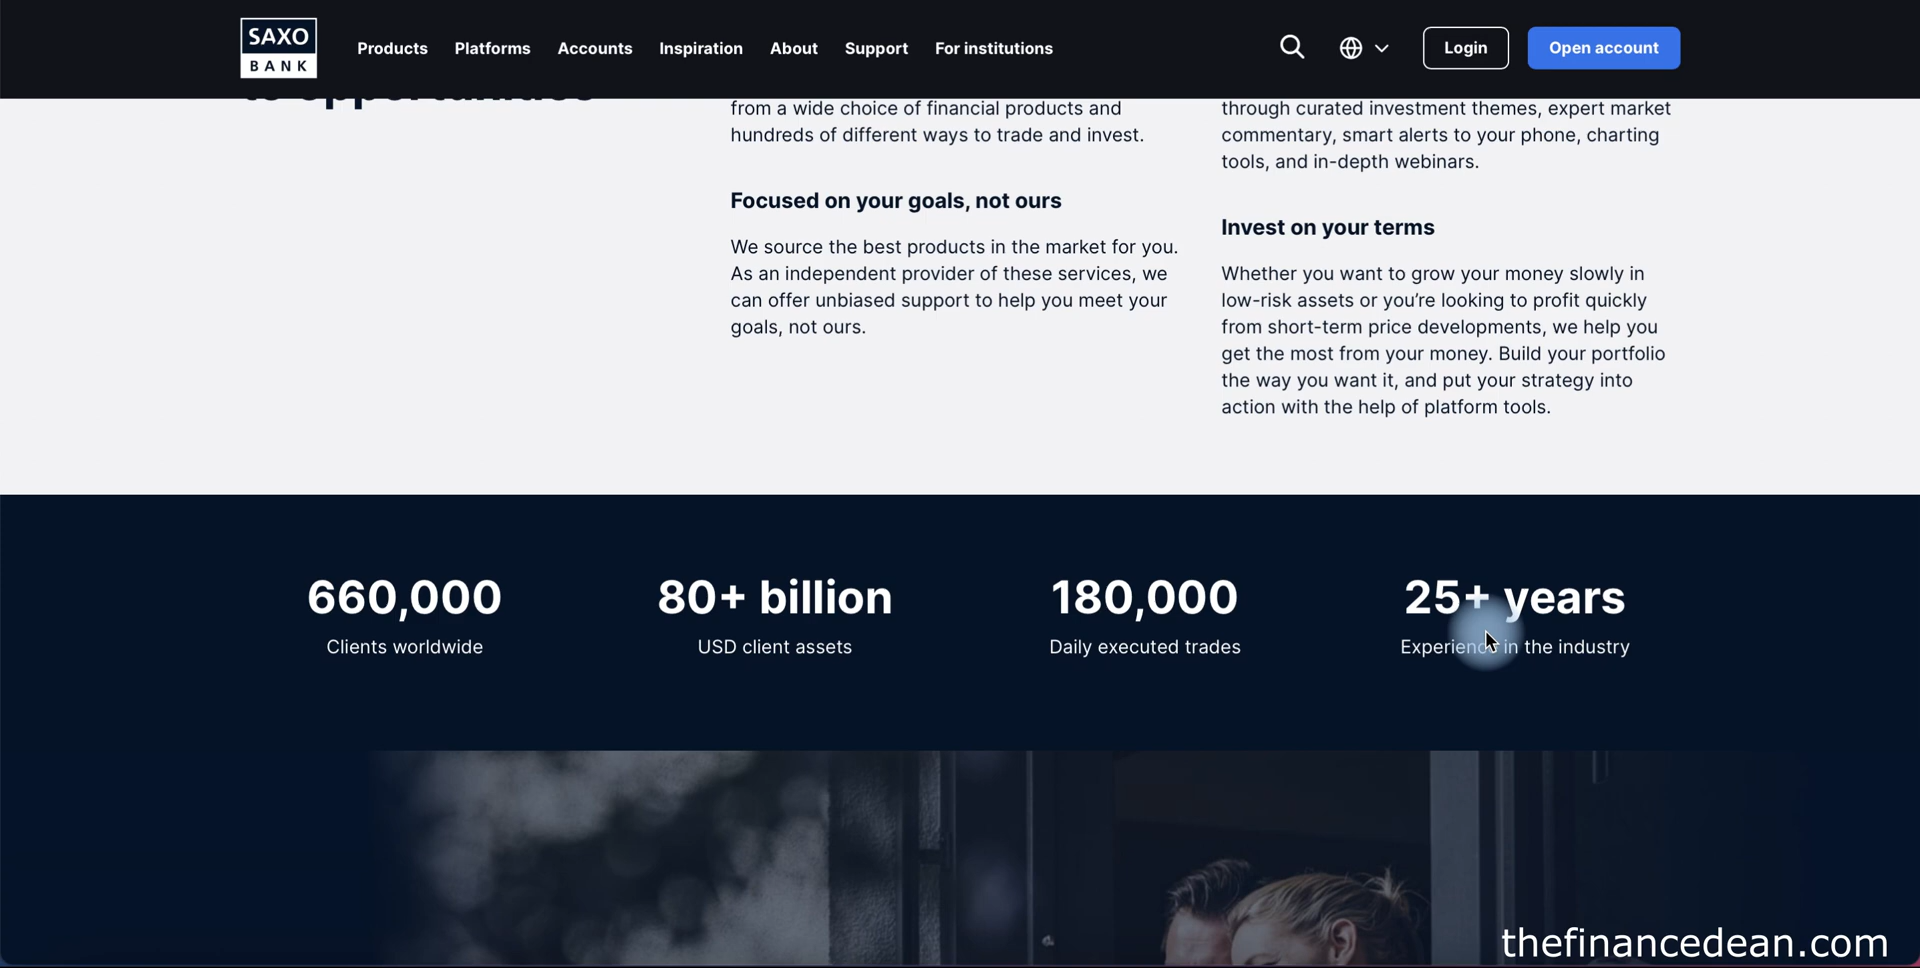 SAXO
BANK
Products Platforms Accounts Inspiration About Support For institutions
Login
Open account
to opportunities
from a wide choice of financial products and
hundreds of different ways to trade and invest.
Focused on your goals, not ours
We source the best products in the market for you.
As an independent provider of these services, we
can offer unbiased support to help you meet your
goals, not ours.
through curated investment themes, expert market
commentary, smart alerts to your phone, charting
tools, and in-depth webinars.
Invest on your terms
Whether you want to grow your money slowly in
low-risk assets or you’re looking to profit quickly
from short-term price developments, we help you
get the most from your money. Build your portfolio
the way you want it, and put your strategy into
action with the help of platform tools.
660,000
Clients worldwide
80+ billion
USD client assets
180,000
Daily executed trades
25+ years
Experience in the industry
thefinancedean.com